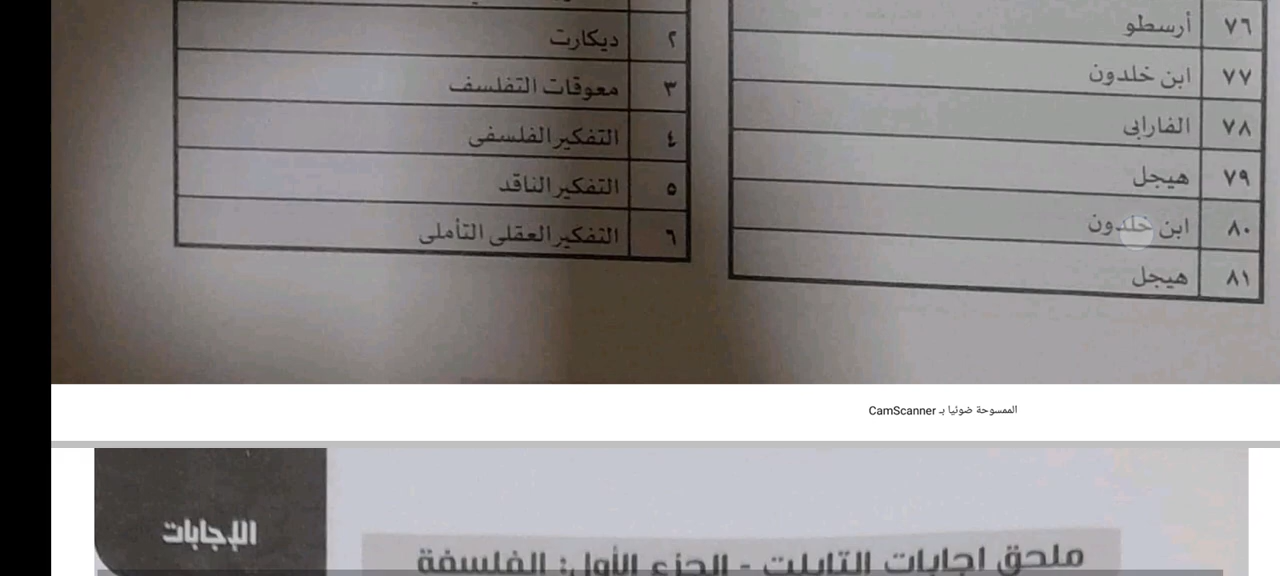 ٧٦ أرسطو
٧٧ ابن خلدون
٧٨ الفارابى
٧٩ هيجل
٨٠ ابن خلدون
٨١ هيجل
٢ ديكارت
٣ معوقات التفلسف
٤ التفكير الفلسفى
٥ التفكير الناقد
٦ التفكير العقلى التأملى
الممسوحة ضوئيا بـ CamScanner
الإجابات
ملحق اجابات التابلت - الجزء الأول: الفلسفة